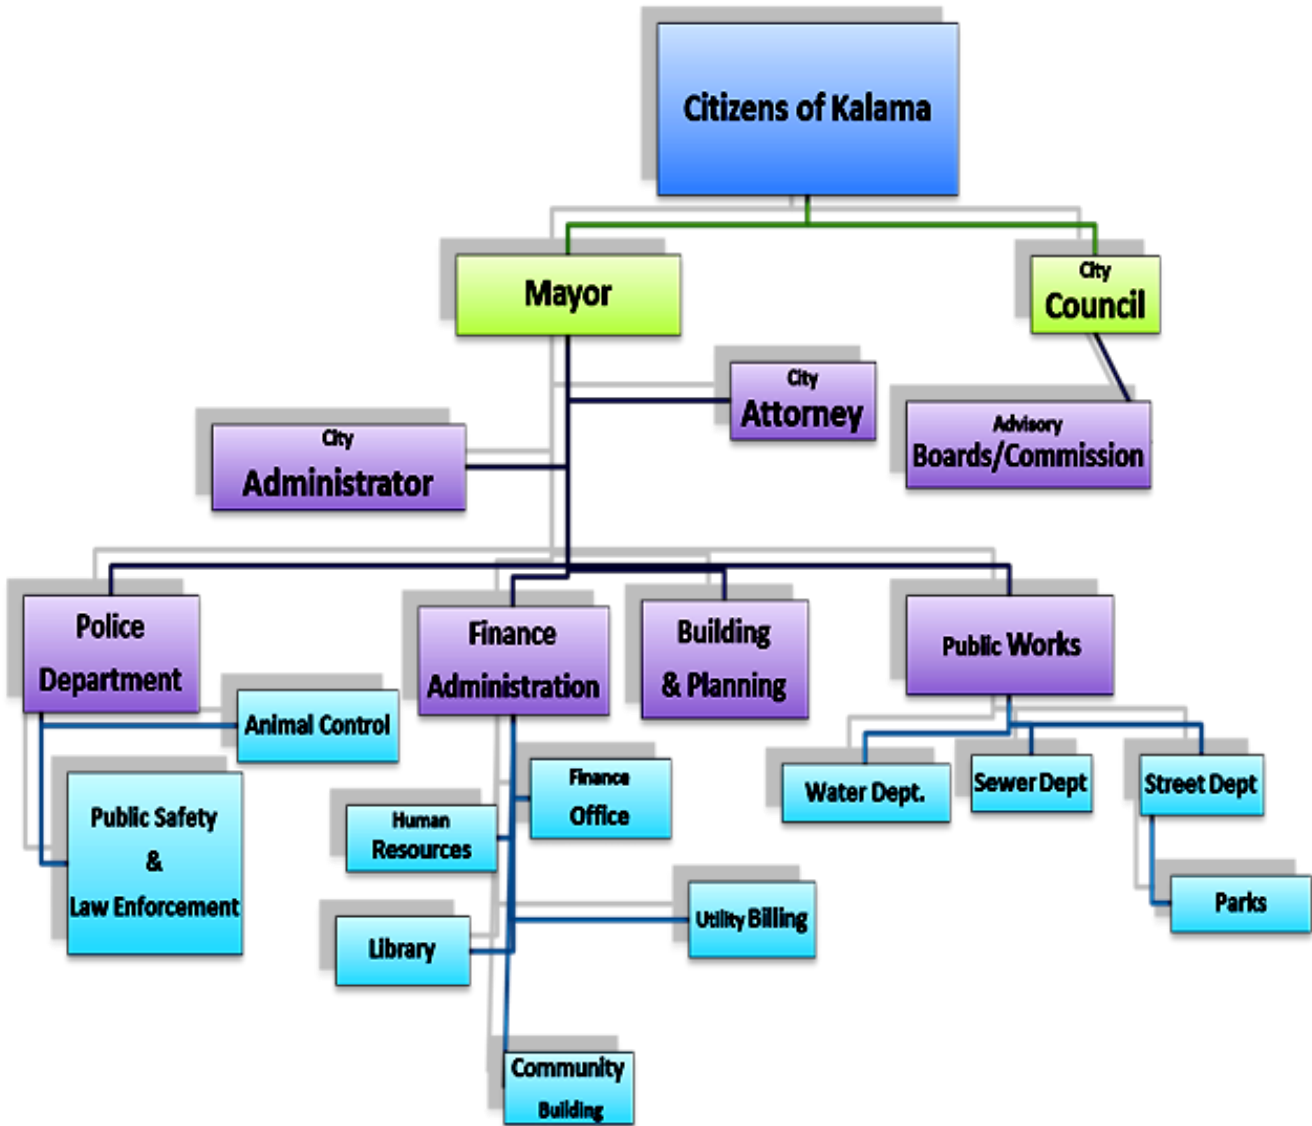 Citizens of Kalama
Mayor
City
Council
City
Attorney
City
Administrator
Advisory
Boards/Commission
Police
Department
Finance
Administration
Building
& Planning
Public Works
Animal Control
Public Safety
&
Law Enforcement
Finance
Office
Human
Resources
Utility Billing
Library
Community
Building
Water Dept.
Sewer Dept
Street Dept
Parks